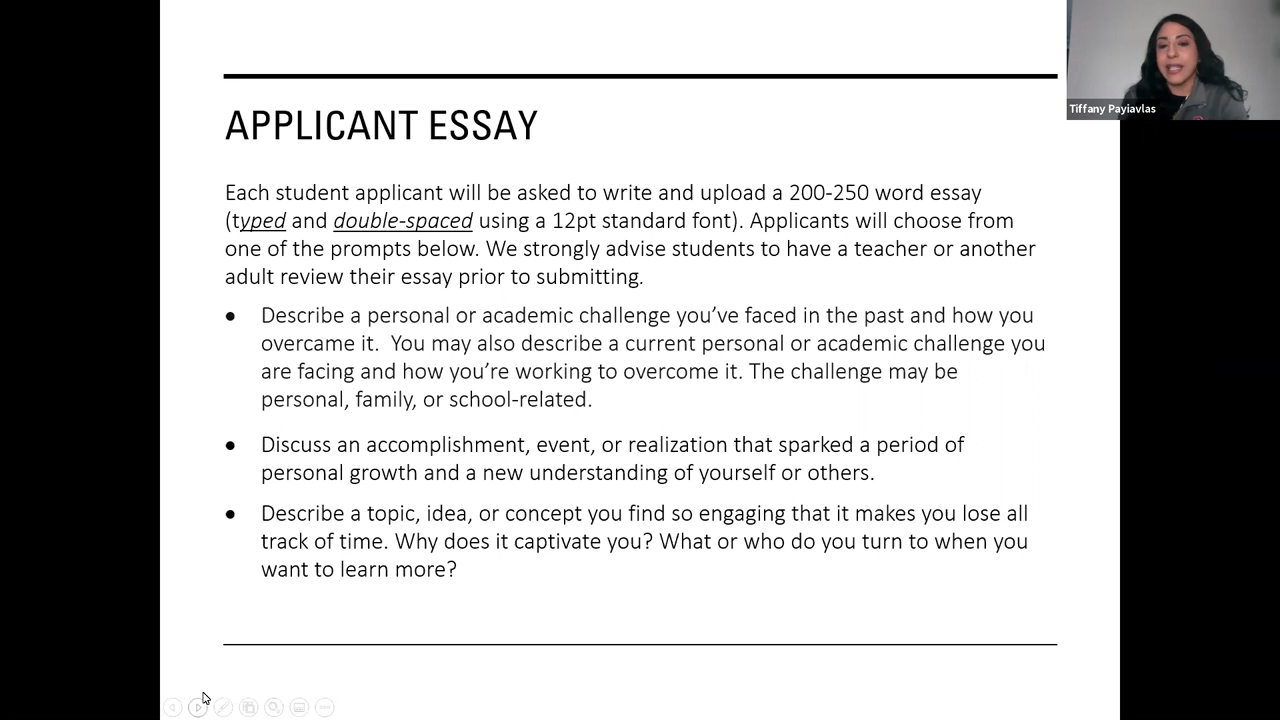 APPLICANT ESSAY
Each student applicant will be asked to write and upload a 200-250 word essay
(typed and double-spaced using a 12pt standard font). Applicants will choose from
one of the prompts below. We strongly advise students to have a teacher or another
adult review their essay prior to submitting.
● Describe a personal or academic challenge you’ve faced in the past and how you
overcame it.  You may also describe a current personal or academic challenge you
are facing and how you’re working to overcome it. The challenge may be
personal, family, or school-related.
● Discuss an accomplishment, event, or realization that sparked a period of
personal growth and a new understanding of yourself or others.
● Describe a topic, idea, or concept you find so engaging that it makes you lose all
track of time. Why does it captivate you? What or who do you turn to when you
want to learn more?
Tiffany Payiavlas